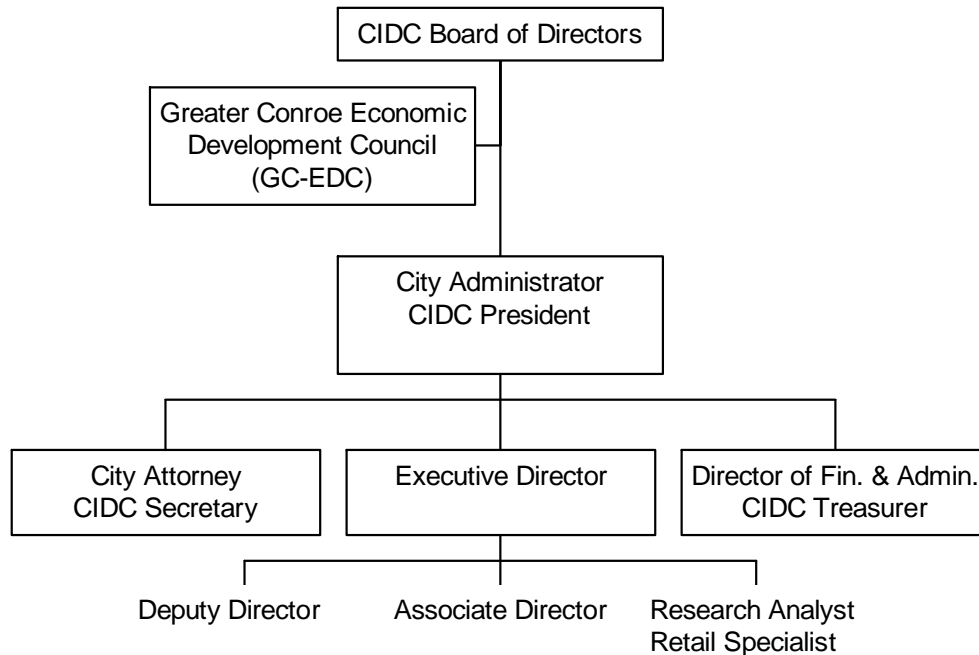 CIDC Board of Directors
Greater Conroe Economic
Development Council
(GC-EDC)
City Administrator
CIDC President
City Attorney
CIDC Secretary
Executive Director
Director of Fin. & Admin.
CIDC Treasurer
Deputy Director
Associate Director
Research Analyst
Retail Specialist